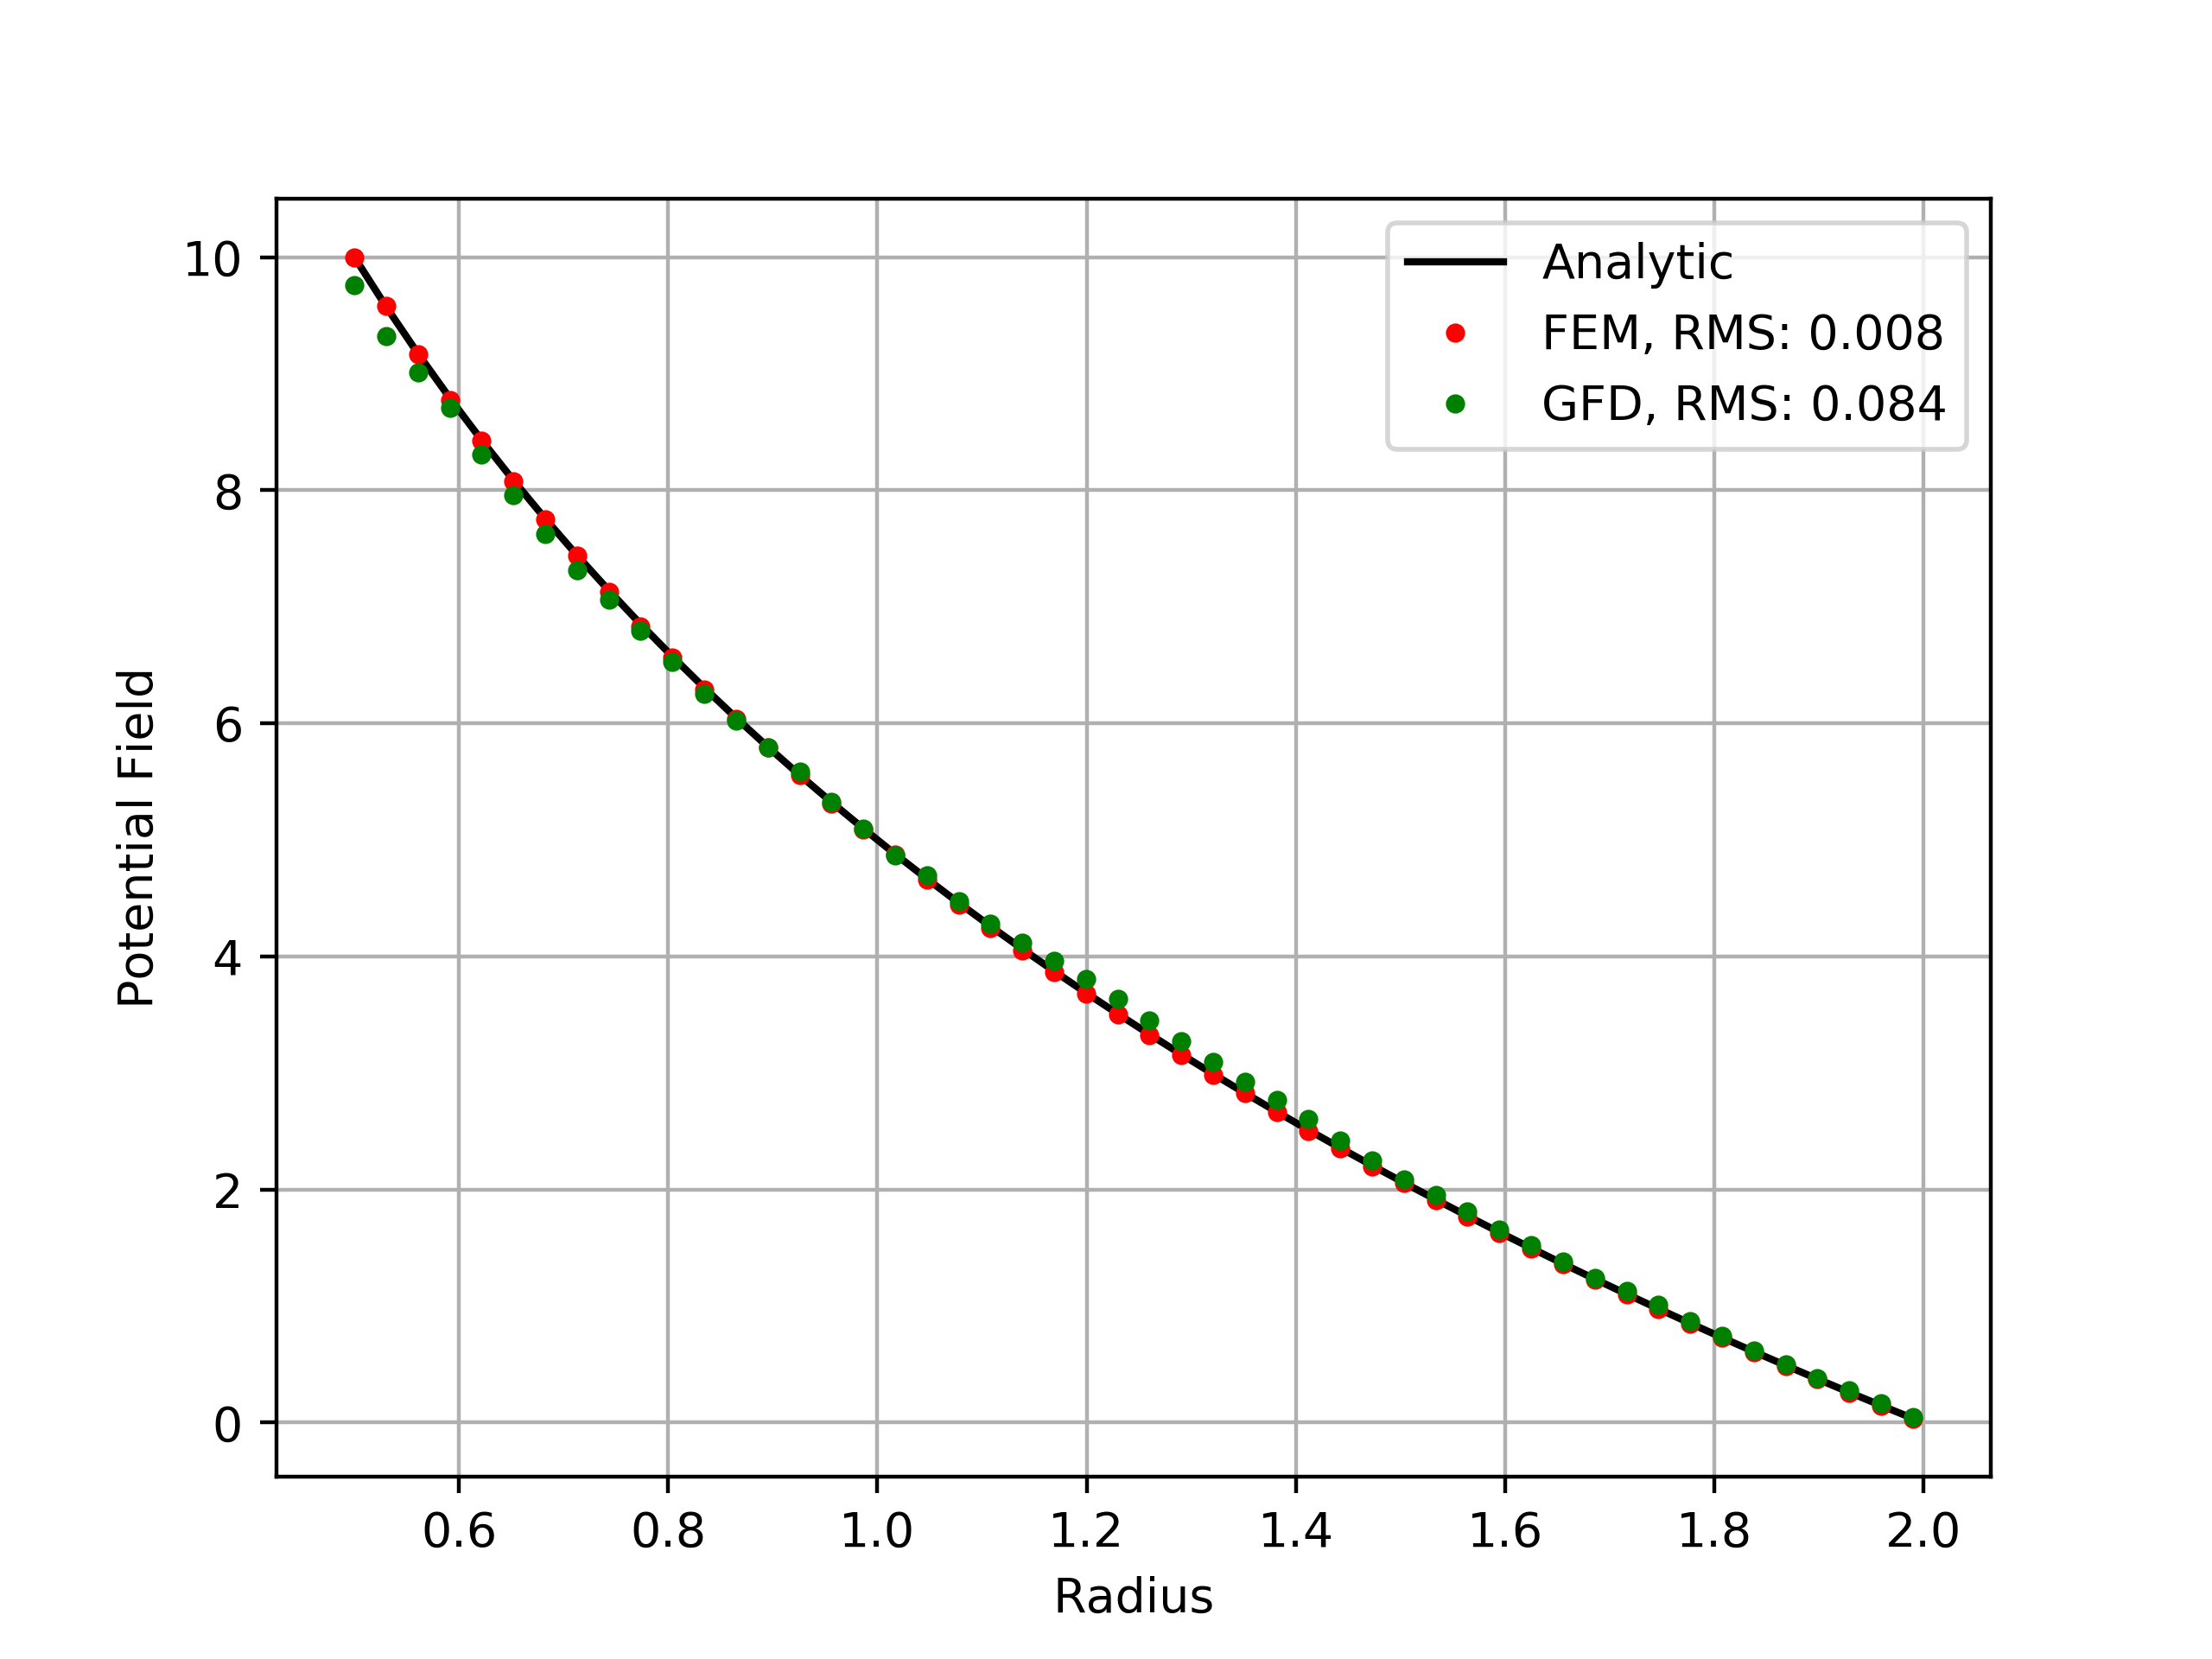 Analytic
FEM, RMS: 0.008
GFD, RMS: 0.084
10
8
6
4
2
0
Potential Field
0.6 0.8 1.0 1.2 1.4 1.6 1.8 2.0
Radius